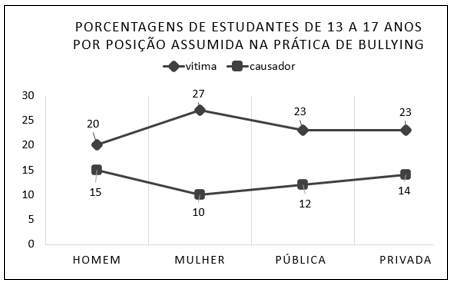 PORCENTAGENS DE ESTUDANTES DE 13 A 17 ANOS
POR POSIÇÃO ASSUMIDA NA PRÁTICA DE BULLYING
vitima causador
30
25
20
15
10
5
0
20 27 23 23
15 10 12 14
HOMEM MULHER PÚBLICA PRIVADA